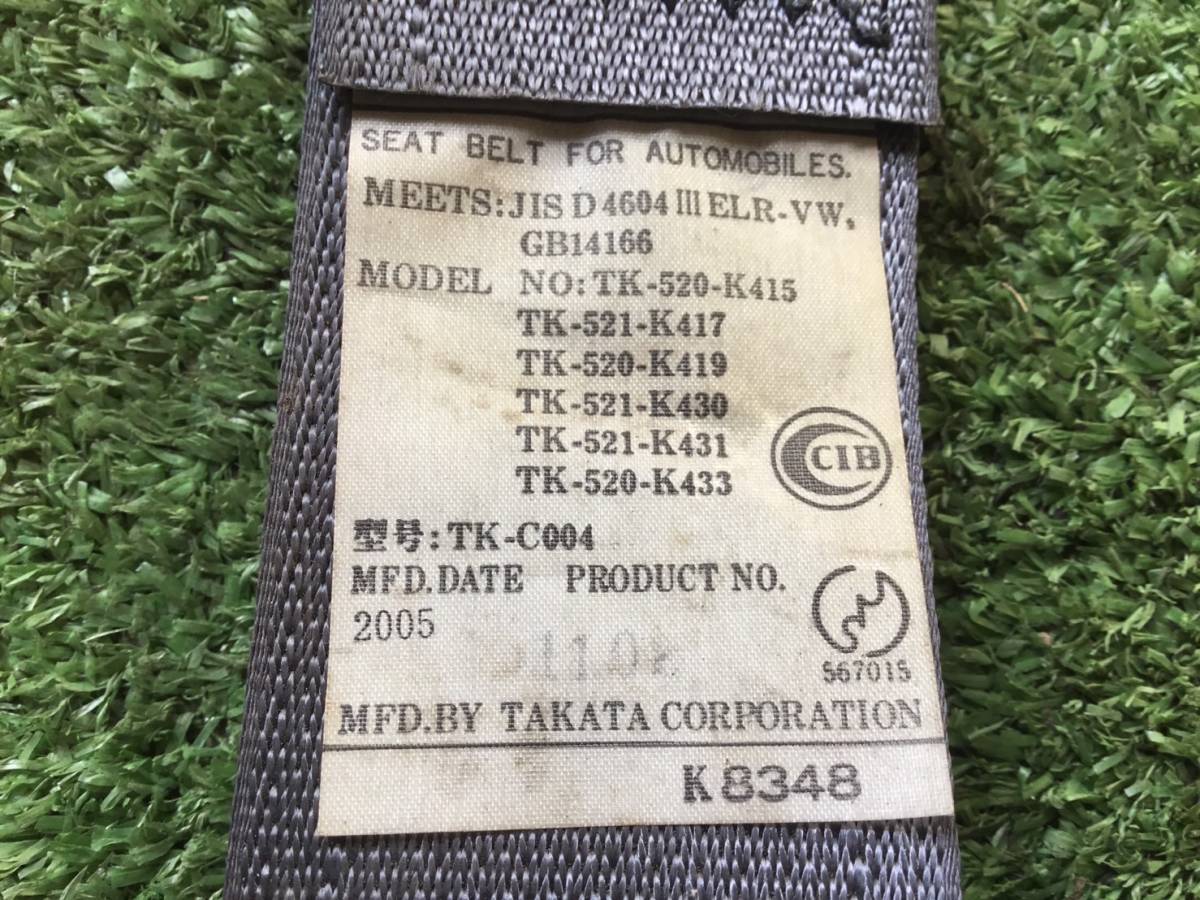 SEAT BELT FOR AUTOMOBILES.
MEETS: JIS D 4604 III ELR-VW,
GB14166
MODEL NO: TK-520-K415
TK-521-K417
TK-520-K419
TK-521-K430
TK-521-K431
TK-520-K433
CCIB
型号: TK-C004
MFD. DATE PRODUCT NO.
2005
S6701S
MFD. BY TAKATA CORPORATION
K8348